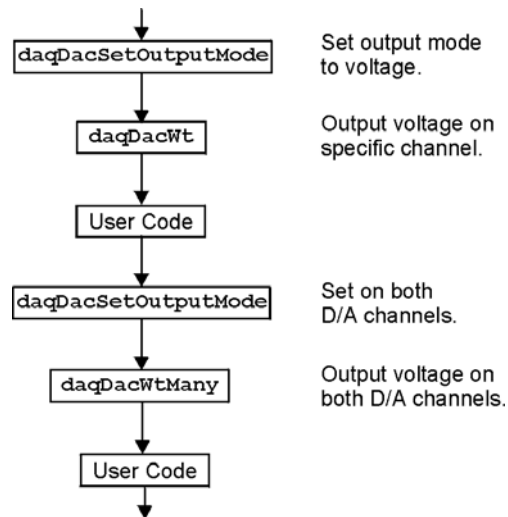 daqDacSetOutputMode
Set output mode
to voltage.
daqDacWt
Output voltage on
specific channel.
User Code
daqDacSetOutputMode
Set on both
D/A channels.
daqDacWtMany
Output voltage on
both D/A channels.
User Code